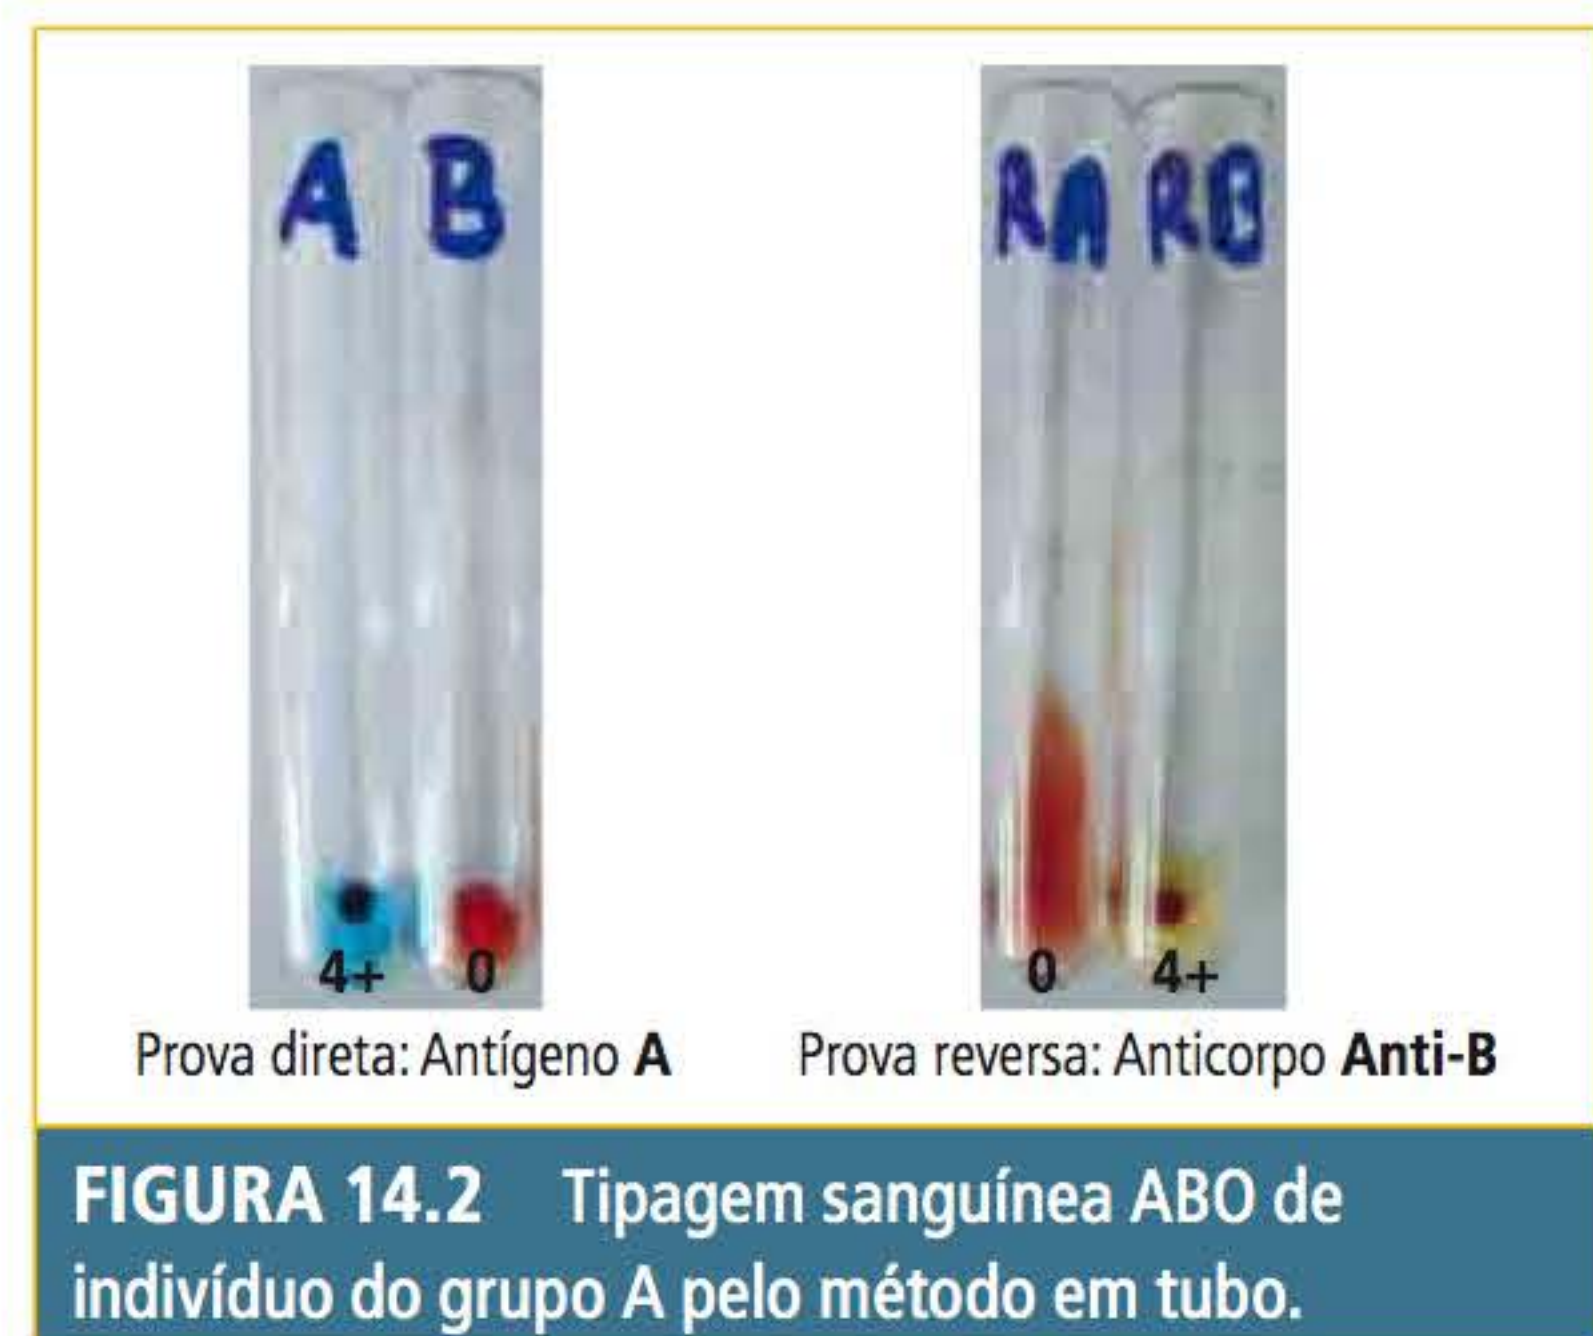 A B
RA RB
4+ 0
0 4+
Prova direta: Antígeno A
Prova reversa: Anticorpo Anti-B
FIGURA 14.2 Tipagem sanguínea ABO de
indivíduo do grupo A pelo método em tubo.